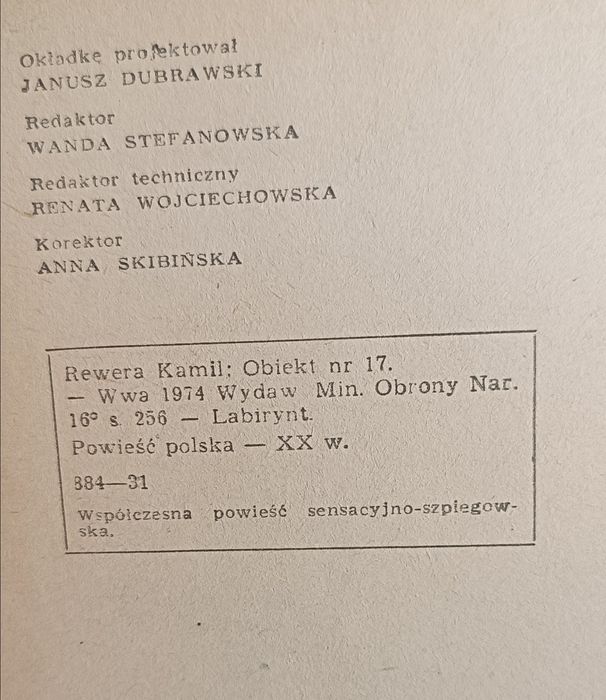 Okładkę projektował
JANUSZ DUBRAWSKI
Redaktor
WANDA STEFANOWSKA
Redaktor techniczny
RENATA WOJCIECHOWSKA
Korektor
ANNA SKIBIŃSKA
Rewera Kamil: Obiekt nr 17.
— Wwa 1974 Wydaw Min. Obrony Nar.
16° s. 256 — Labirynt.
Powieść polska — XX w.
884—31
Współczesna powieść sensacyjno-szpiegow-
ska.